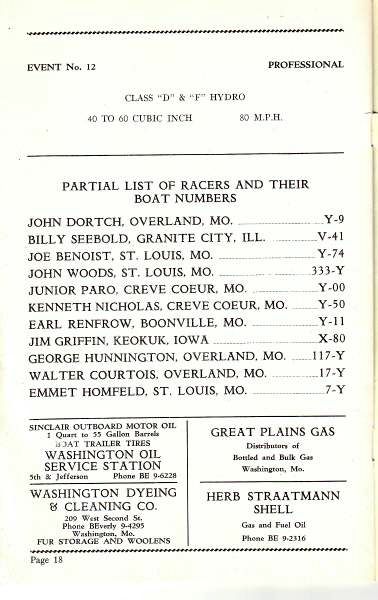 EVENT No. 12 PROFESSIONAL
CLASS "D" & "F" HYDRO
40 TO 60 CUBIC INCH 80 M.P.H.
PARTIAL LIST OF RACERS AND THEIR
BOAT NUMBERS
JOHN DORTCH, OVERLAND, MO. Y-9
BILLY SEEBOLD, GRANITE CITY, ILL. V-41
JOE BENOIST, ST. LOUIS, MO. Y-74
JOHN WOODS, ST. LOUIS, MO. 333-Y
JUNIOR PARO, CREVE COEUR, MO. Y-00
KENNETH NICHOLAS, CREVE COEUR, MO. Y-50
EARL RENFROW, BOONVILLE, MO. Y-11
JIM GRIFFIN, KEOKUK, IOWA X-80
GEORGE HUNNINGTON, OVERLAND, MO. 117-Y
WALTER COURTOIS, OVERLAND, MO. 17-Y
EMMET HOMFELD, ST. LOUIS, MO. 7-Y
SINCLAIR OUTBOARD MOTOR OIL
1 Quart to 55 Gallon Barrels
BOAT TRAILER TIRES
WASHINGTON OIL
SERVICE STATION
5th & Jefferson Phone BE 9-6228
WASHINGTON DYEING
& CLEANING CO.
209 West Second St.
Phone BEverly 9-4295
Washington, Mo.
FUR STORAGE AND WOOLENS
GREAT PLAINS GAS
Distributors of
Bottled and Bulk Gas
Washington, Mo.
HERB STRAATMANN
SHELL
Gas and Fuel Oil
Phone BE 9-2316
Page 18